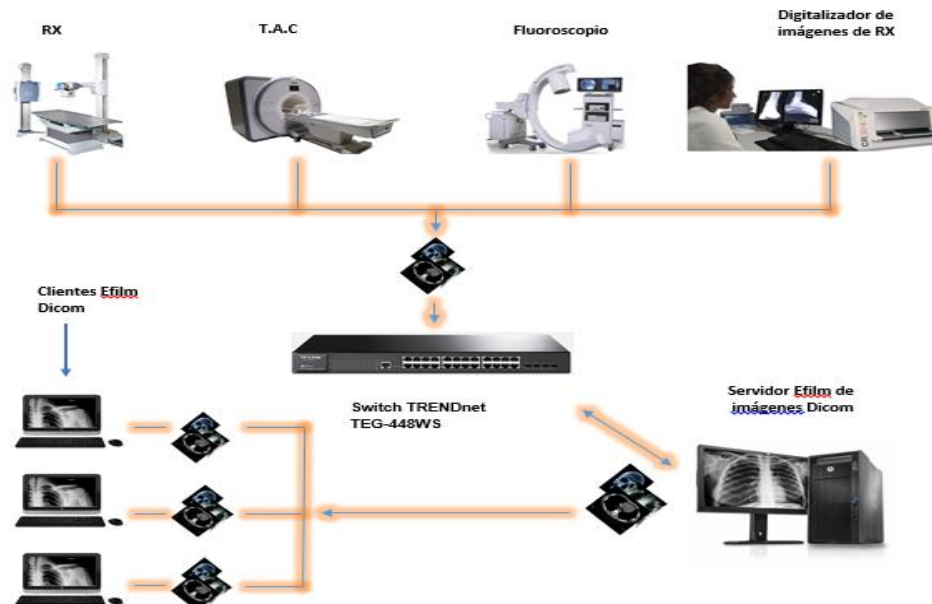 RX
T.A.C
Fluoroscopio
Digitalizador de
imágenes de RX
Clientes Efilm
Dicom
Switch TRENDnet
TEG-448WS
Servidor Efilm de
imágenes Dicom